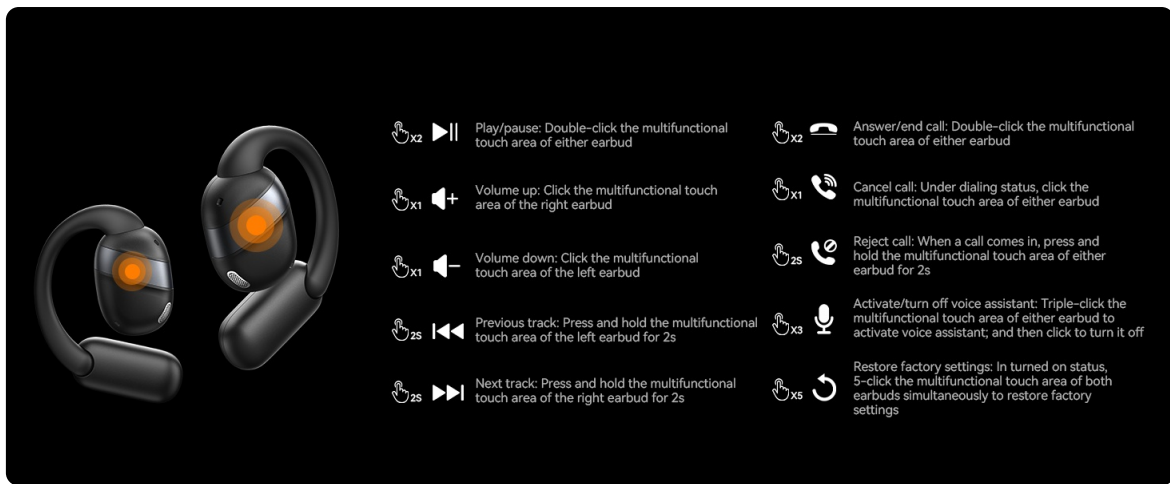 X2
Play/pause: Double-click the multifunctional
touch area of either earbud
X1
Volume up: Click the multifunctional touch
area of the right earbud
X1
Volume down: Click the multifunctional
touch area of the left earbud
2S
Previous track: Press and hold the multifunctional
touch area of the left earbud for 2s
2S
Next track: Press and hold the multifunctional
touch area of the right earbud for 2s
X2
Answer/end call: Double-click the multifunctional
touch area of either earbud
X1
Cancel call: Under dialing status, click the
multifunctional touch area of either earbud
2S
Reject call: When a call comes in, press and
hold the multifunctional touch area of either
earbud for 2s
X3
Activate/turn off voice assistant: Triple-click the
multifunctional touch area of either earbud to
activate voice assistant; and then click to turn it off
X5
Restore factory settings: In turned on status,
5-click the multifunctional touch area of both
earbuds simultaneously to restore factory
settings